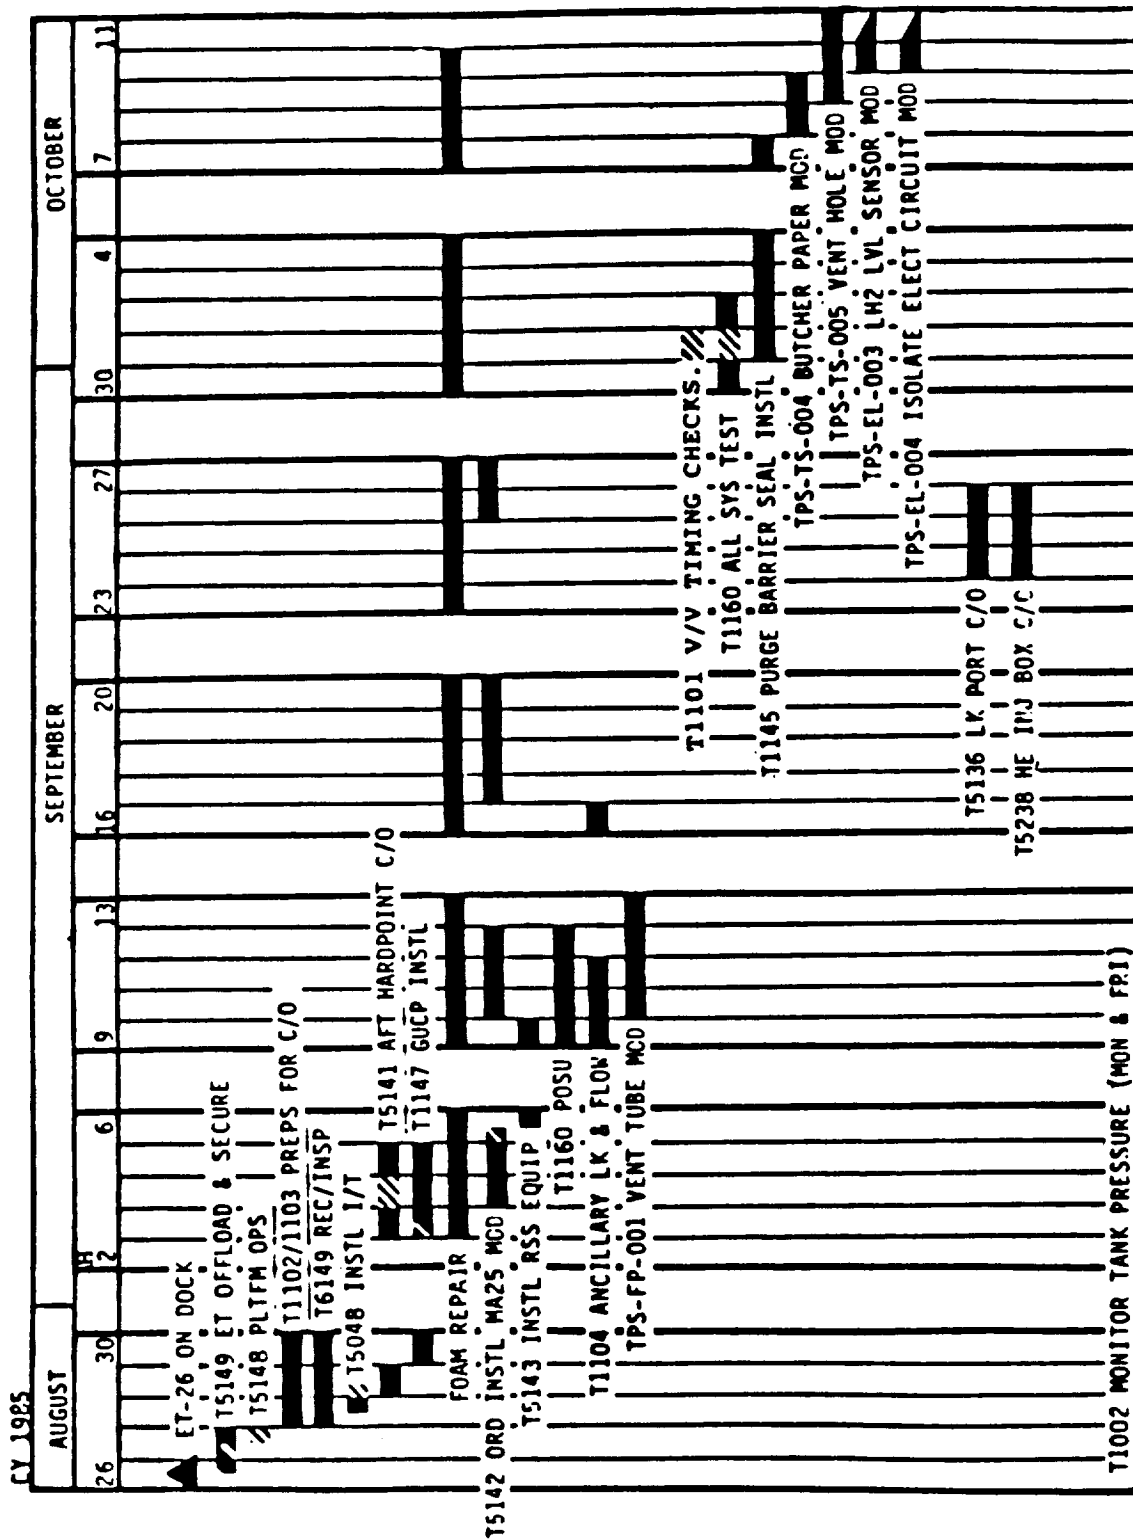 CY 1985
AUGUST
SEPTEMBER
OCTOBER
26
30
H
2
6
9
13
16
20
23
27
30
4
7
11
ET-26 ON DOCK
T5149 ET OFFLOAD & SECURE
T5148 PLTFM OPS
T1102/1103 PREPS FOR C/O
T6149 REC/INSP
T5048 INSTL I/T
T5141 AFT HARDPOINT C/O
T1147 GUCP INSTL
FOAM REPAIR
T5142 ORD INSTL MA25 MOD
T5143 INSTL RSS EQUIP
T1160 POSU
T1104 ANCILLARY LK & FLOW
TPS-FP-001 VENT TUBE MOD
T1101 V/V TIMING CHECKS
T1160 ALL SYS TEST
T1145 PURGE BARRIER SEAL INSTL
TPS-TS-004 BUTCHER PAPER MOD
TPS-TS-005 VENT HOLE MOD
TPS-EL-003 LH2 LVL SENSOR MOD
TPS-EL-004 ISOLATE ELECT CIRCUIT MOD
T5136 LK PORT C/O
T5238 HE INJ BOX C/O
T1002 MONITOR TANK PRESSURE (MON & FRI)